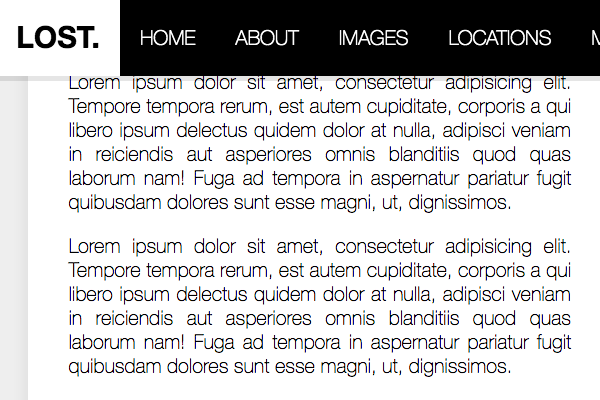 LOST. HOME ABOUT IMAGES LOCATIONS
Lorem ipsum dolor sit amet, consectetur adipisicing elit.
Tempore tempora rerum, est autem cupiditate, corporis a qui
libero ipsum delectus quidem dolor at nulla, adipisci veniam
in reiciendis aut asperiores omnis blanditiis quod quas
laborum nam! Fuga ad tempora in aspernatur pariatur fugit
quibusdam dolores sunt esse magni, ut, dignissimos.
Lorem ipsum dolor sit amet, consectetur adipisicing elit.
Tempore tempora rerum, est autem cupiditate, corporis a qui
libero ipsum delectus quidem dolor at nulla, adipisci veniam
in reiciendis aut asperiores omnis blanditiis quod quas
laborum nam! Fuga ad tempora in aspernatur pariatur fugit
quibusdam dolores sunt esse magni, ut, dignissimos.